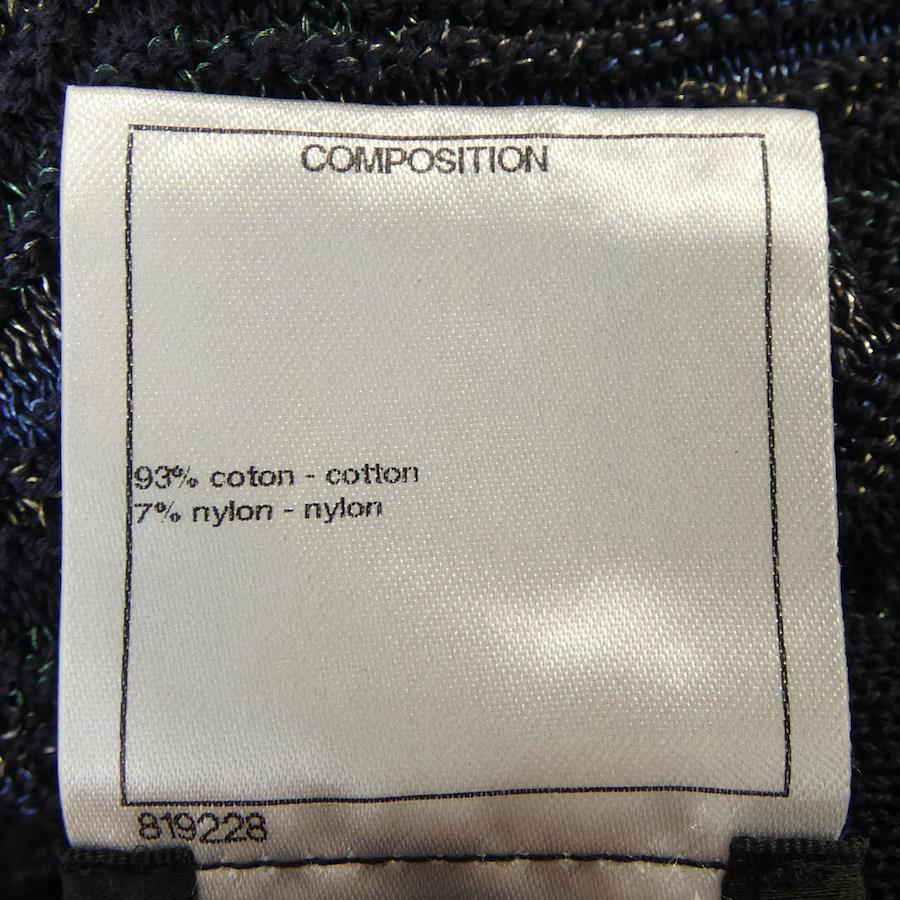 COMPOSITION
93% coton - cotton
7% nylon - nylon
819228